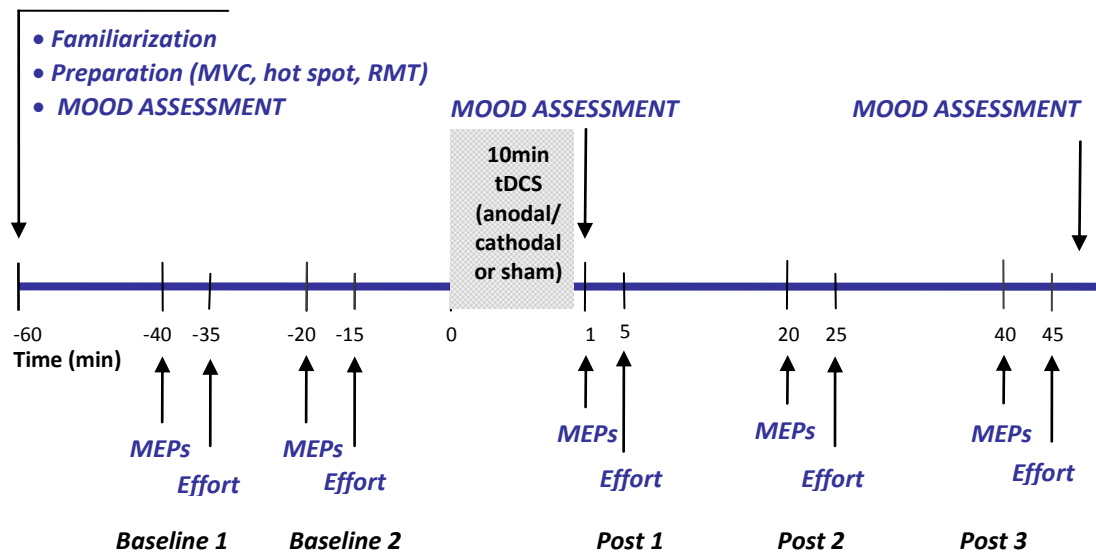 • Familiarization
• Preparation (MVC, hot spot, RMT)
• MOOD ASSESSMENT
MOOD ASSESSMENT
MOOD ASSESSMENT
10min
tDCS
(anodal/
cathodal
or sham)
-60 -40 -35 -20 -15 0 1 5 20 25 40 45
Time (min)
MEPs MEPs MEPs MEPs MEPs
Effort Effort Effort Effort Effort
Baseline 1 Baseline 2 Post 1 Post 2 Post 3